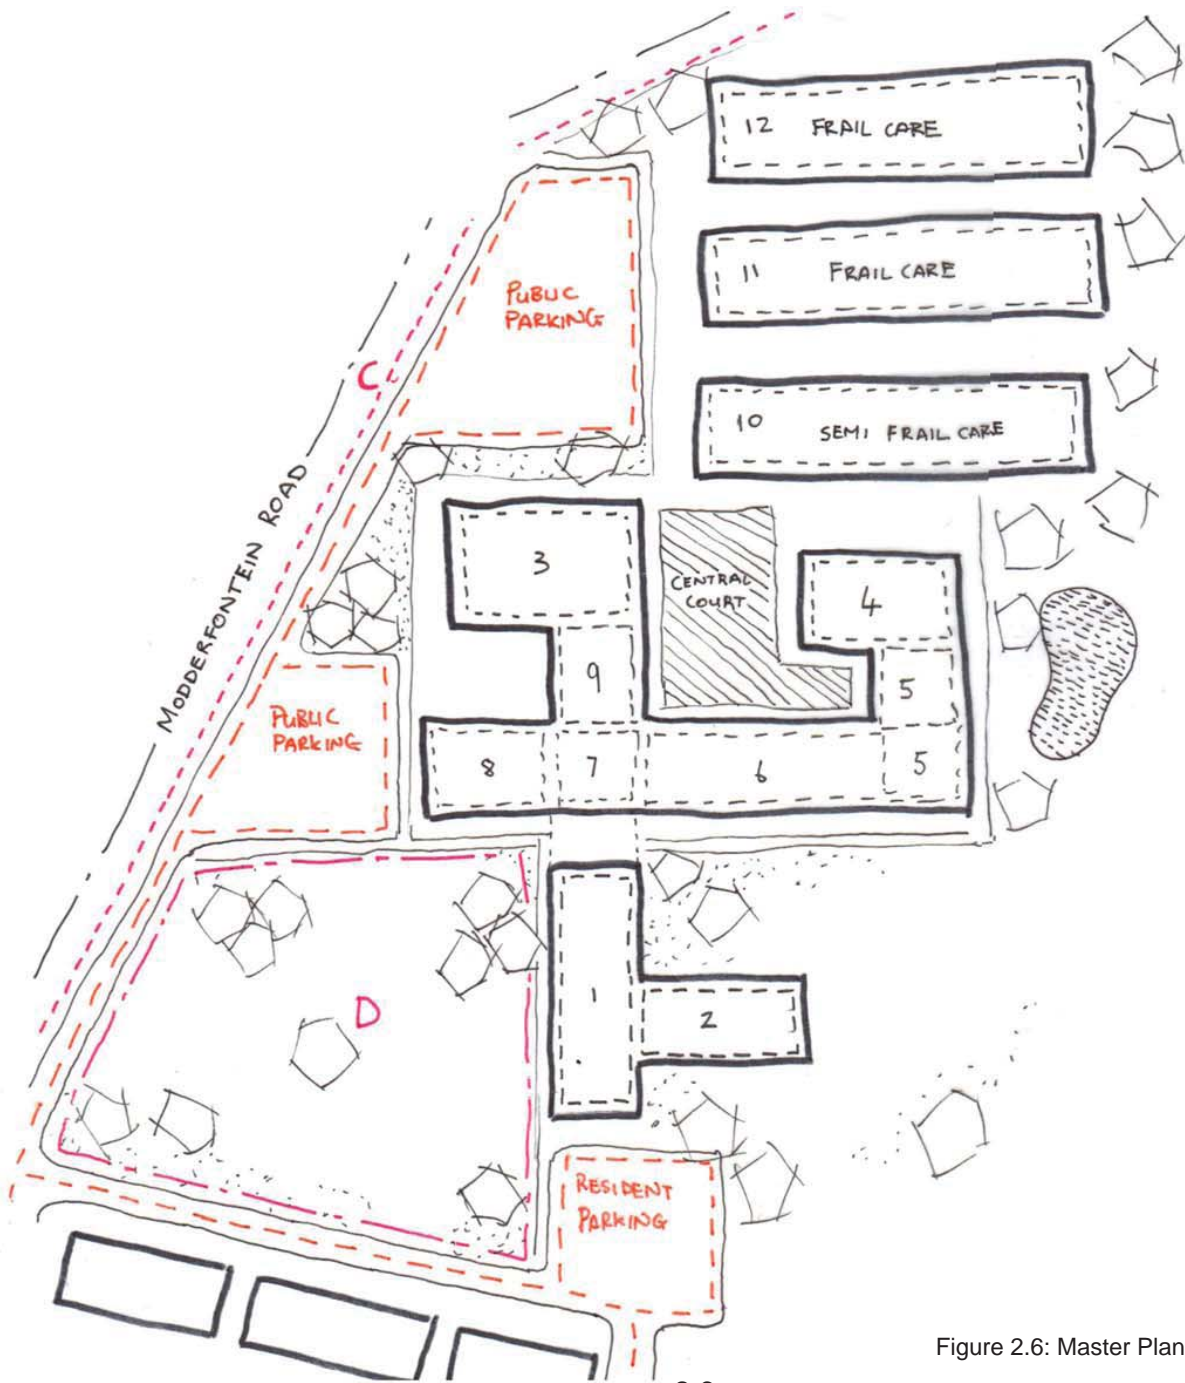 12 FRAIL CARE
11 FRAIL CARE
PUBLIC
PARKING
C
10 SEMI FRAIL CARE
MODDERFONTEIN ROAD
3
CENTRAL
COURT
4
9
5
PUBLIC
PARKING
8
7
6
5
D
1
2
RESIDENT
PARKING
Figure 2.6: Master Plan